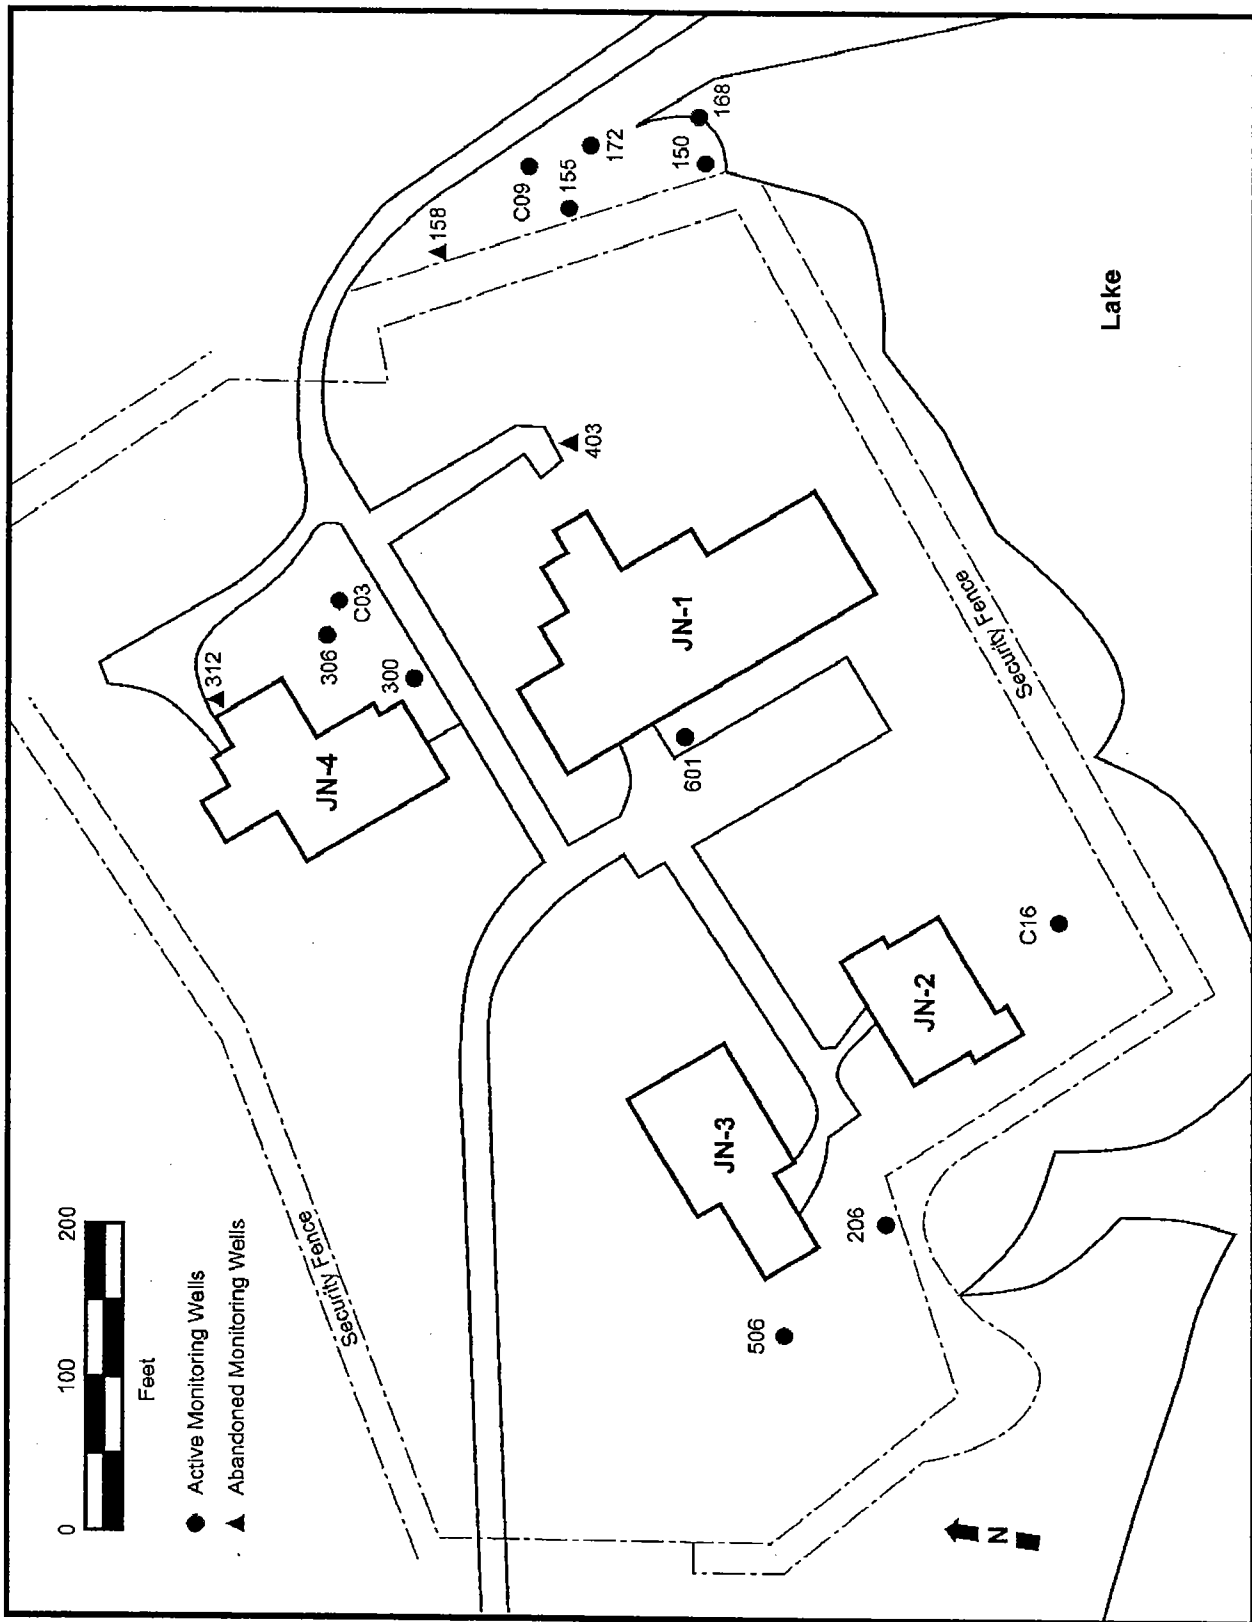 0 100 200
Feet
Active Monitoring Wells
Abandoned Monitoring Wells
Security Fence
312
306
C03
300
JN-4
158
C09
155
172
150
168
403
JN-1
601
Security Fence
Lake
JN-3
JN-2
C16
506
206
N